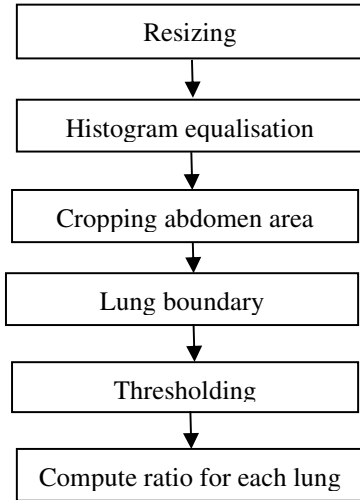 Resizing
Histogram equalisation
Cropping abdomen area
Lung boundary
Thresholding
Compute ratio for each lung